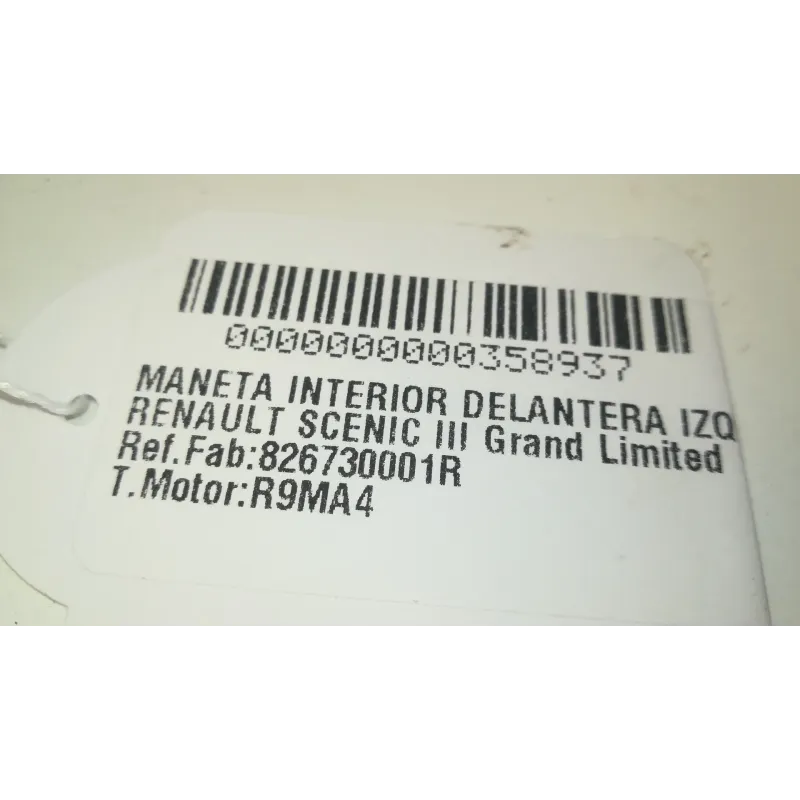 0000000000358937
MANETA INTERIOR DELANTERA IZQ
RENAULT SCENIC III Grand Limited
Ref.Fab:826730001R
T.Motor:R9MA4